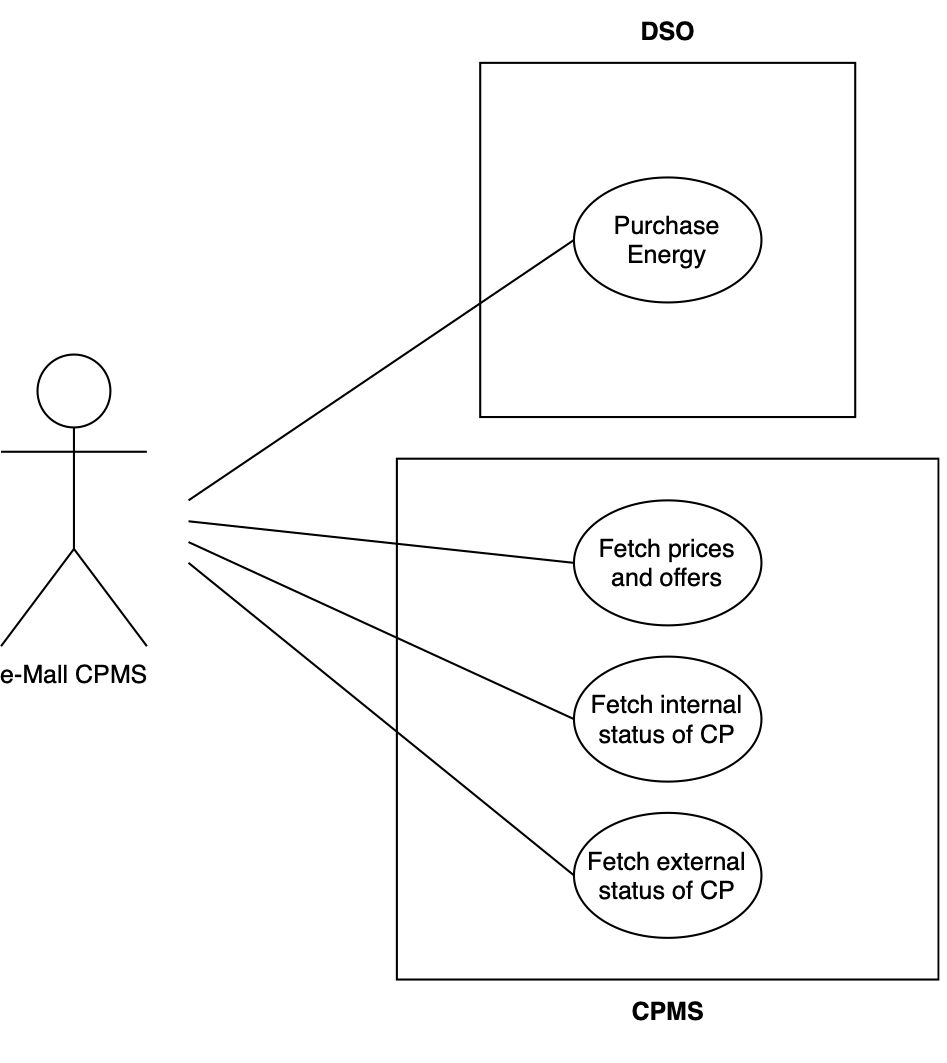 DSO
Purchase
Energy
e-Mall CPMS
Fetch prices
and offers
Fetch internal
status of CP
Fetch external
status of CP
CPMS